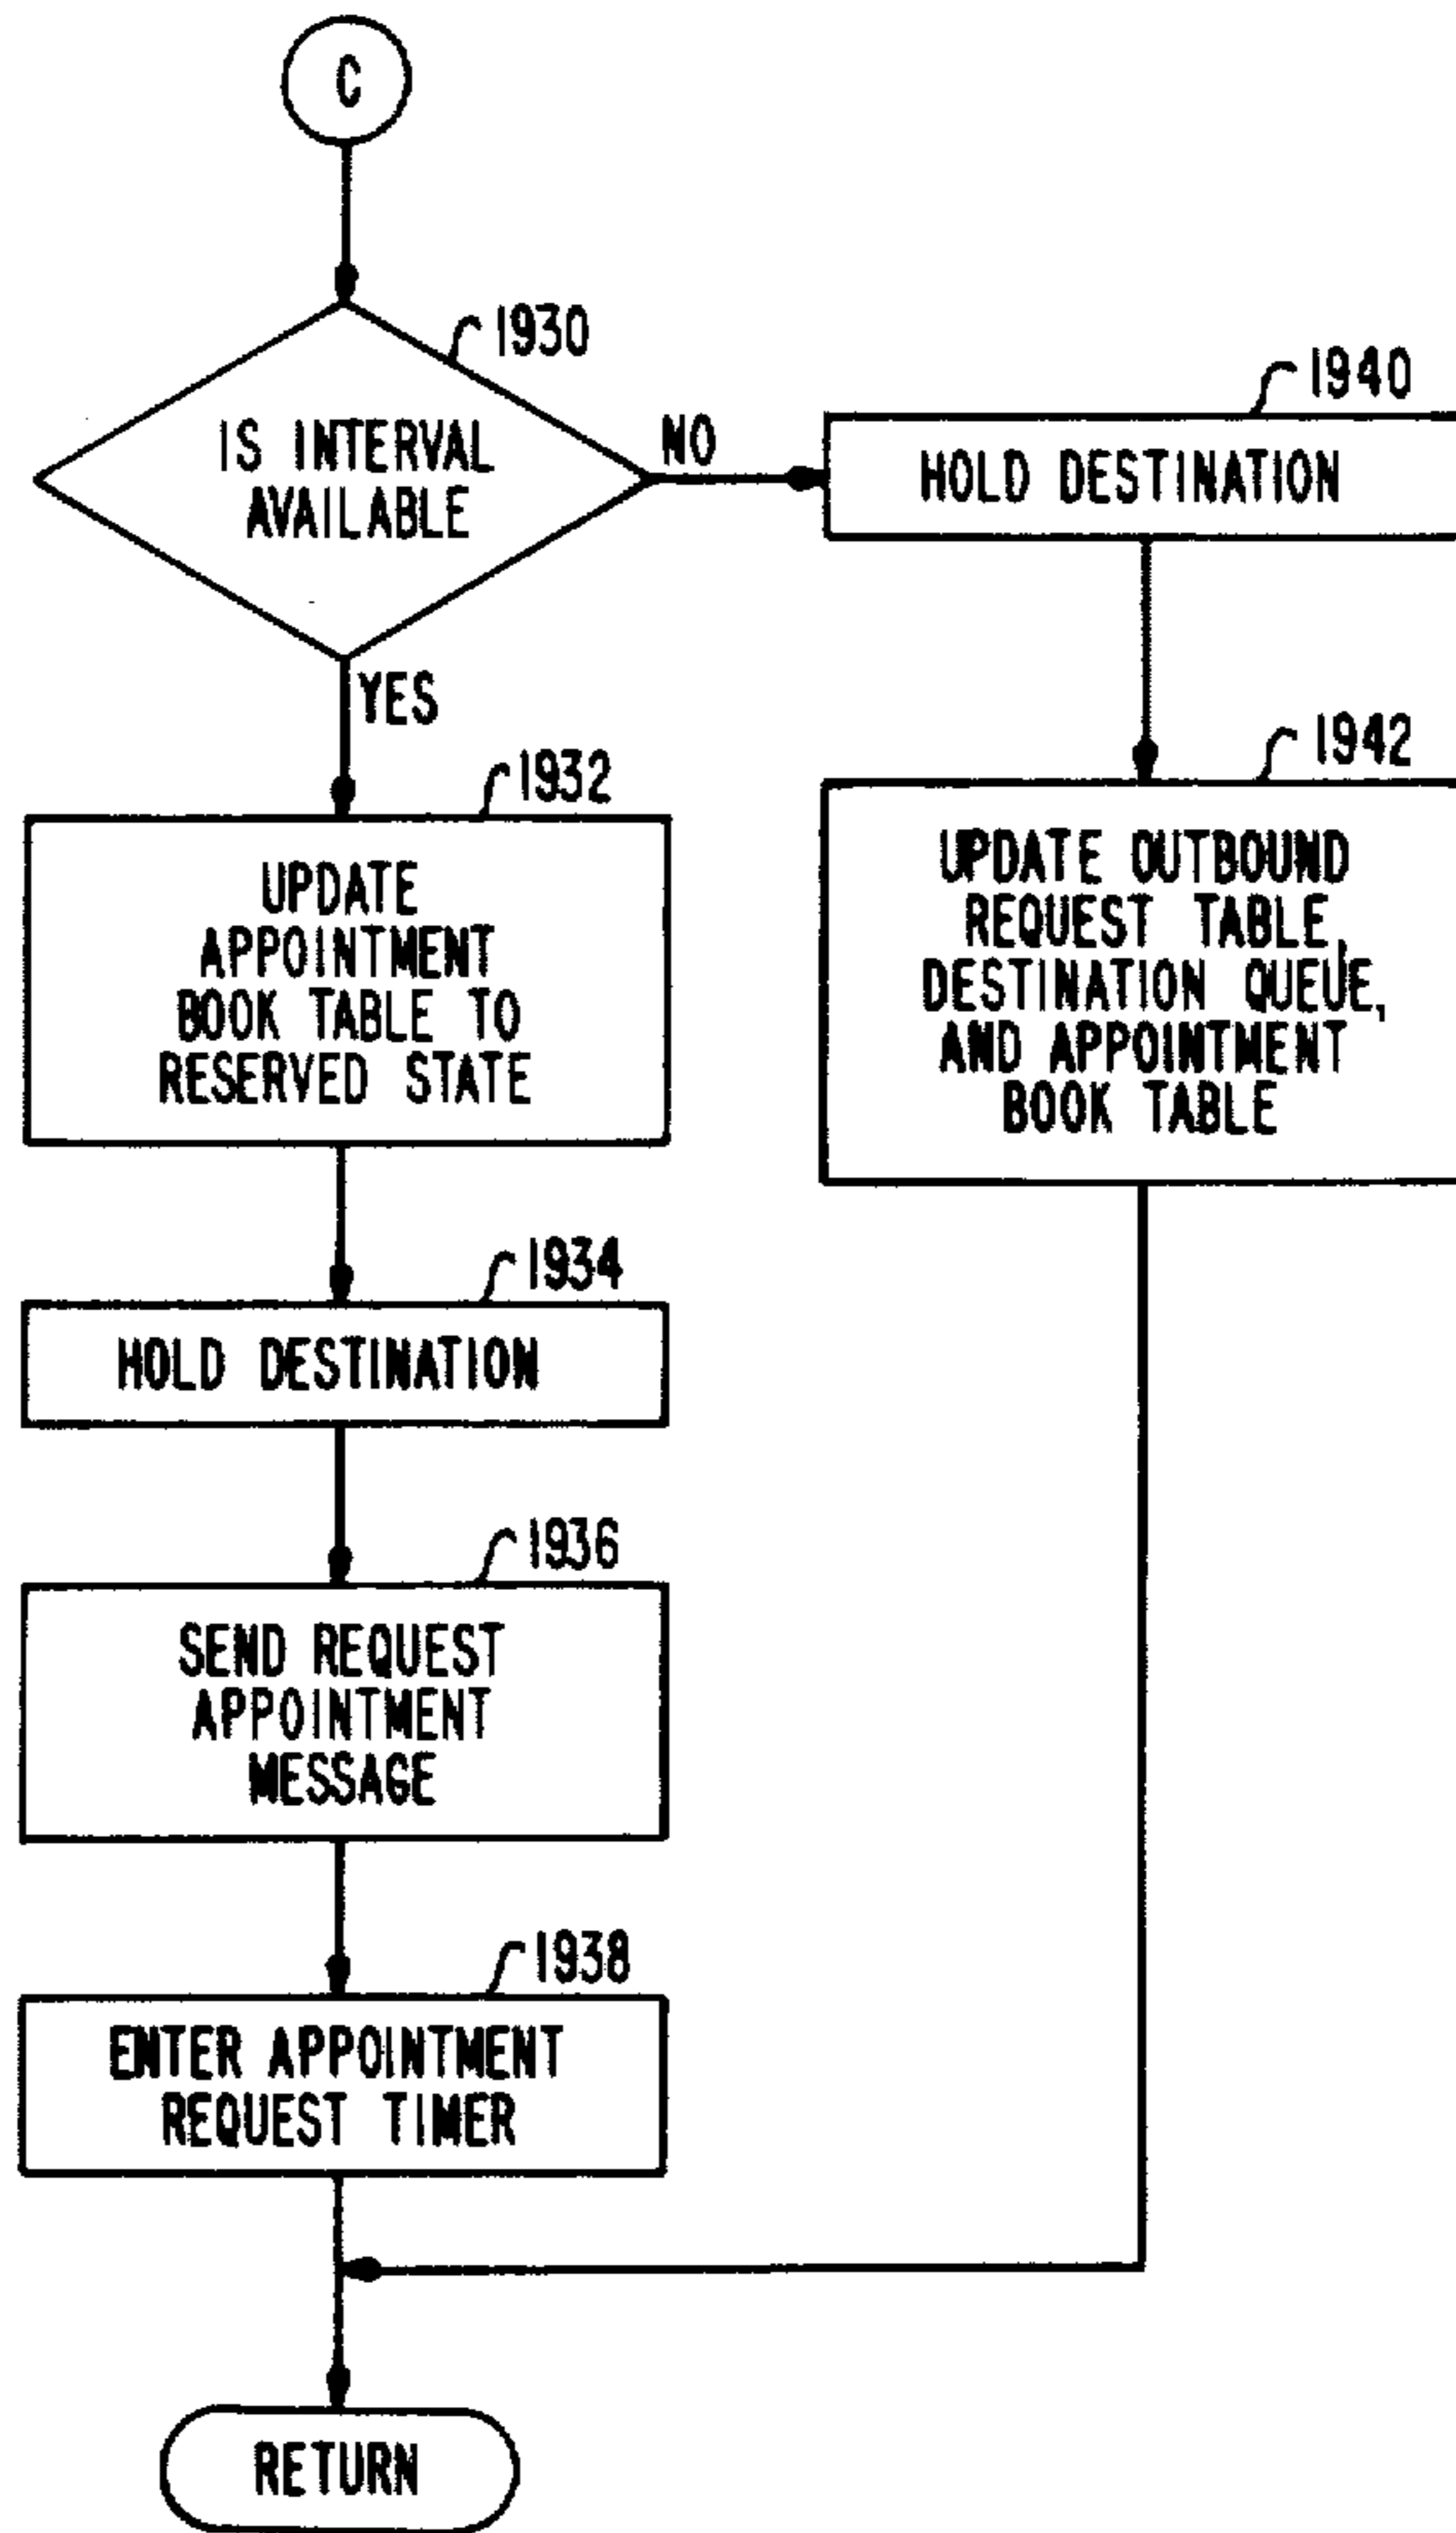 C
1930
IS INTERVAL
AVAILABLE
NO
YES
1940
HOLD DESTINATION
1942
UPDATE OUTBOUND
REQUEST TABLE,
DESTINATION QUEUE,
AND APPOINTMENT
BOOK TABLE
1932
UPDATE
APPOINTMENT
BOOK TABLE TO
RESERVED STATE
1934
HOLD DESTINATION
1936
SEND REQUEST
APPOINTMENT
MESSAGE
1938
ENTER APPOINTMENT
REQUEST TIMER
RETURN